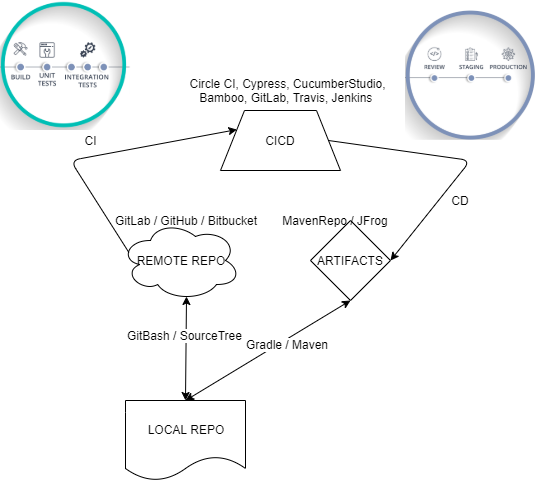 BUILD
UNIT
TESTS
INTEGRATION
TESTS
REVIEW
STAGING
PRODUCTION
Circle CI, Cypress, CucumberStudio,
Bamboo, GitLab, Travis, Jenkins
CI
CICD
CD
GitLab / GitHub / Bitbucket
MavenRepo / JFrog
REMOTE REPO
ARTIFACTS
GitBash / SourceTree
Gradle / Maven
LOCAL REPO